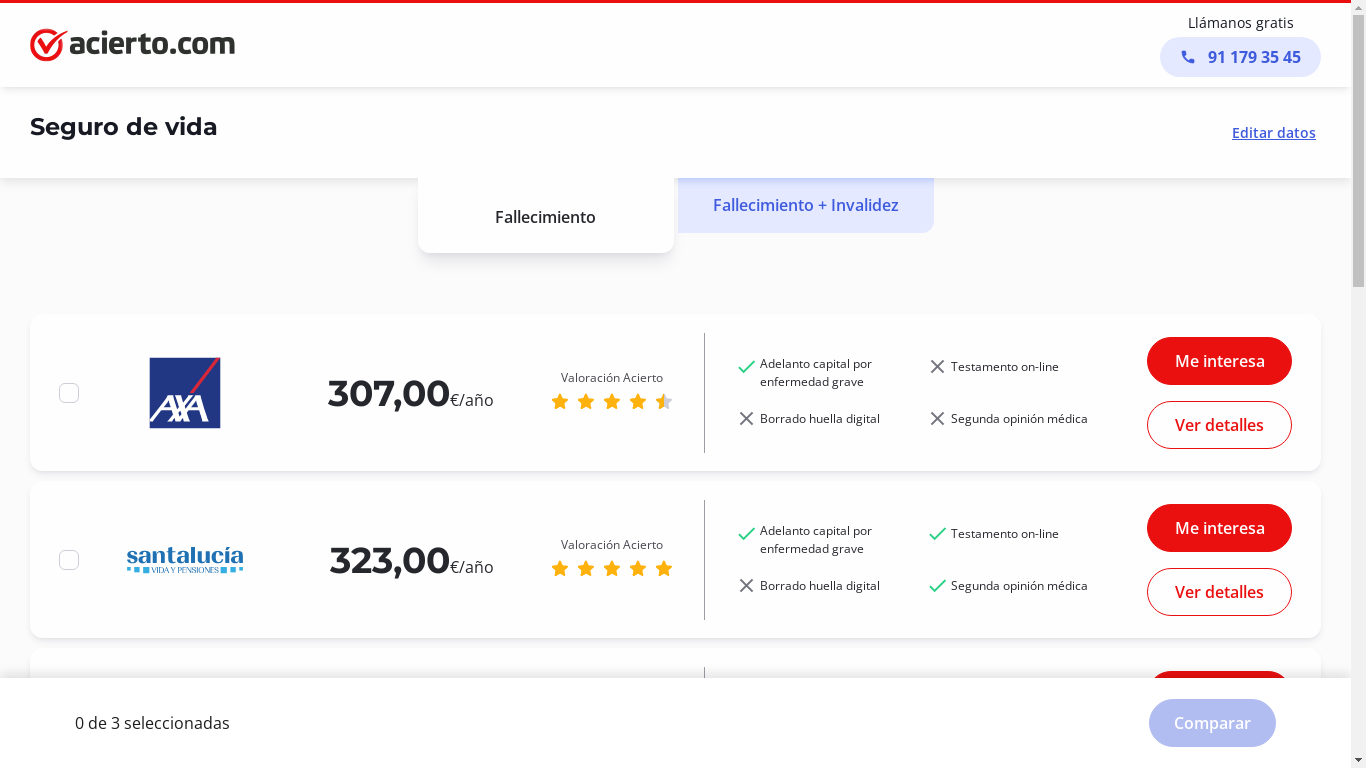 Llámanos gratis
acierto.com
91 179 35 45
Seguro de vida
Editar datos
Fallecimiento
Fallecimiento + Invalidez
AXA
307,00€/año
Valoración Acierto
Adelanto capital por
enfermedad grave
Testamento on-line
Borrado huella digital
Segunda opinión médica
Me interesa
Ver detalles
santalucía
VIDA Y PENSIONES
323,00€/año
Valoración Acierto
Adelanto capital por
enfermedad grave
Testamento on-line
Borrado huella digital
Segunda opinión médica
Me interesa
Ver detalles
0 de 3 seleccionadas
Comparar